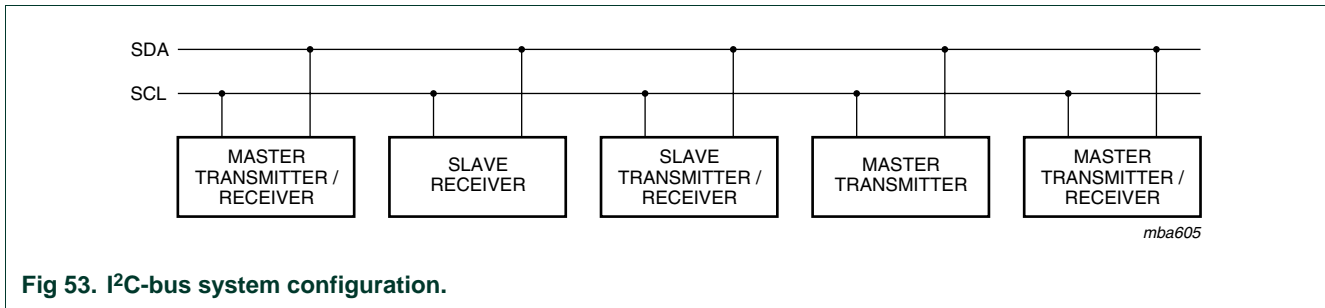 SDA
SCL
MASTER
TRANSMITTER /
RECEIVER
SLAVE
RECEIVER
SLAVE
TRANSMITTER /
RECEIVER
MASTER
TRANSMITTER
MASTER
TRANSMITTER /
RECEIVER
mba605
Fig 53. I²C-bus system configuration.